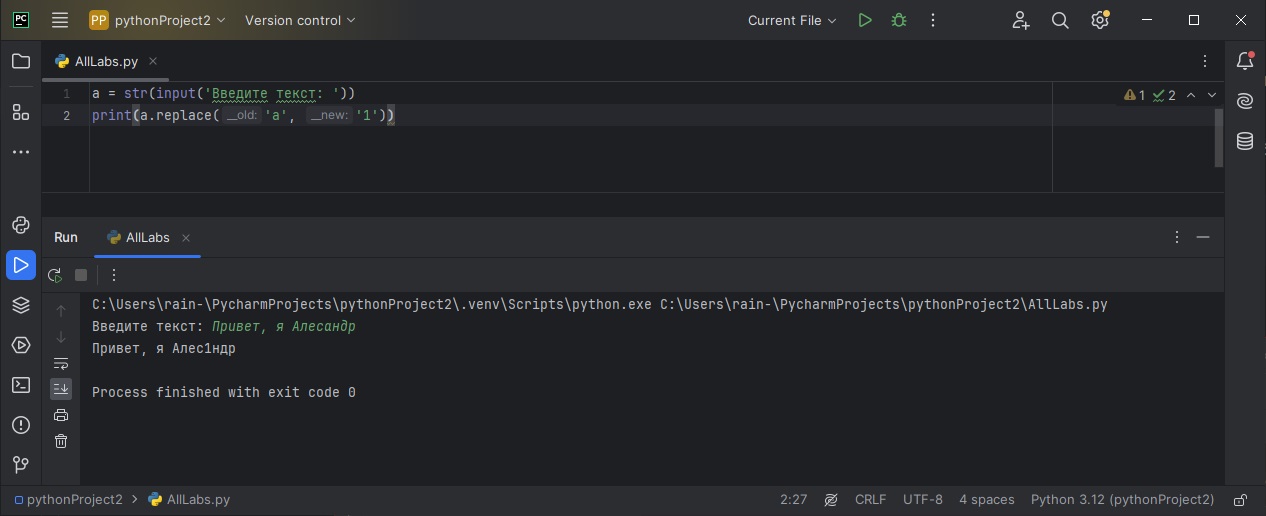 PC PP pythonProject2 Version control Current File
AllLabs.py
1 a = str(input('Введите текст: '))
1 2
2 print(a.replace( __old: 'а', __new: '1'))
Run AllLabs
C:\Users\rain-\PycharmProjects\pythonProject2\.venv\Scripts\python.exe C:\Users\rain-\PycharmProjects\pythonProject2\AllLabs.py
Введите текст: Привет, я Алесандр
Привет, я Алес1ндр
Process finished with exit code 0
pythonProject2 AllLabs.py 2:27 CRLF UTF-8 4 spaces Python 3.12 (pythonProject2)